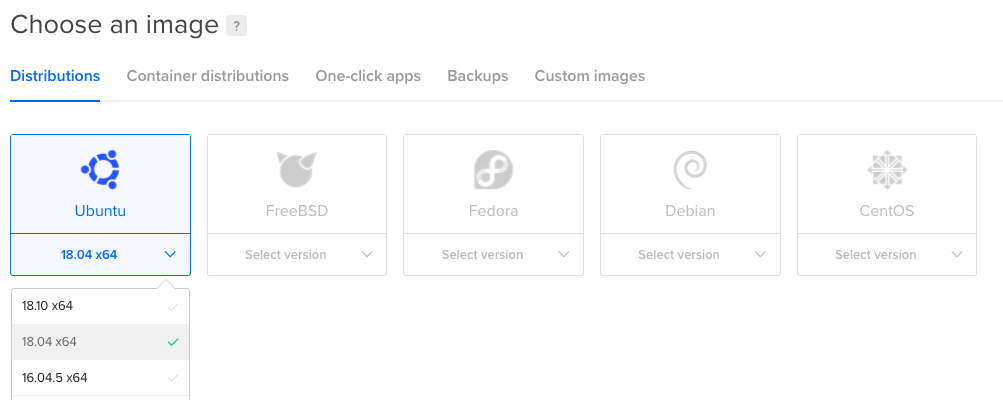 Choose an image ?
Distributions Container distributions One-click apps Backups Custom images
Ubuntu FreeBSD Fedora Debian CentOS
18.04 x64 Select version Select version Select version Select version
18.10 x64
18.04 x64
16.04.5 x64